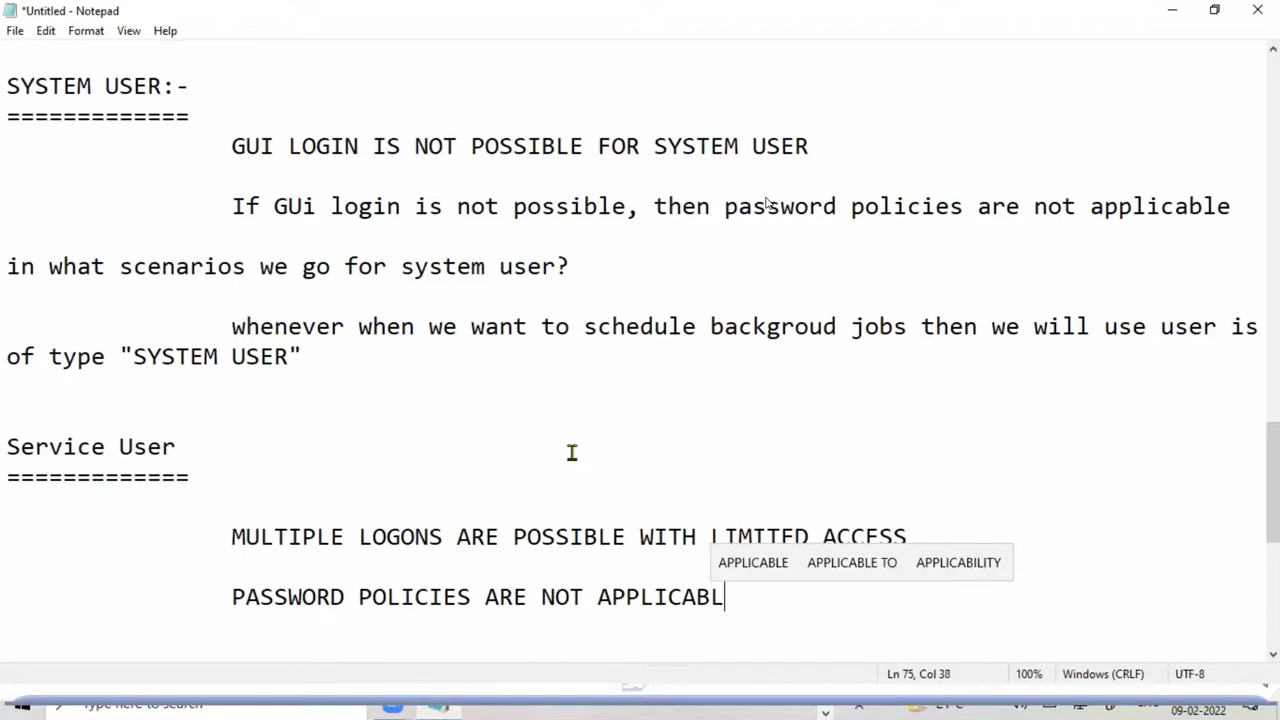 *Untitled - Notepad
File Edit Format View Help
SYSTEM USER:-
=============
GUI LOGIN IS NOT POSSIBLE FOR SYSTEM USER
If GUi login is not possible, then password policies are not applicable
in what scenarios we go for system user?
whenever when we want to schedule backgroud jobs then we will use user is
of type "SYSTEM USER"
Service User
=============
MULTIPLE LOGONS ARE POSSIBLE WITH LIMITED ACCESS
APPLICABLE APPLICABLE TO APPLICABILITY
PASSWORD POLICIES ARE NOT APPLICABL
Ln 75, Col 38 100% Windows (CRLF) UTF-8
Type here to search
09-02-2022